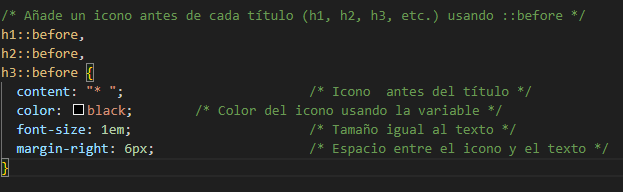 /* Añade un icono antes de cada título (h1, h2, h3, etc.) usando ::before */
h1::before,
h2::before,
h3::before {
  content: "* ";                       /* Icono  antes del título */
  color: black;        /* Color del icono usando la variable */
  font-size: 1em;                      /* Tamaño igual al texto */
  margin-right: 6px;                   /* Espacio entre el icono y el texto */
}